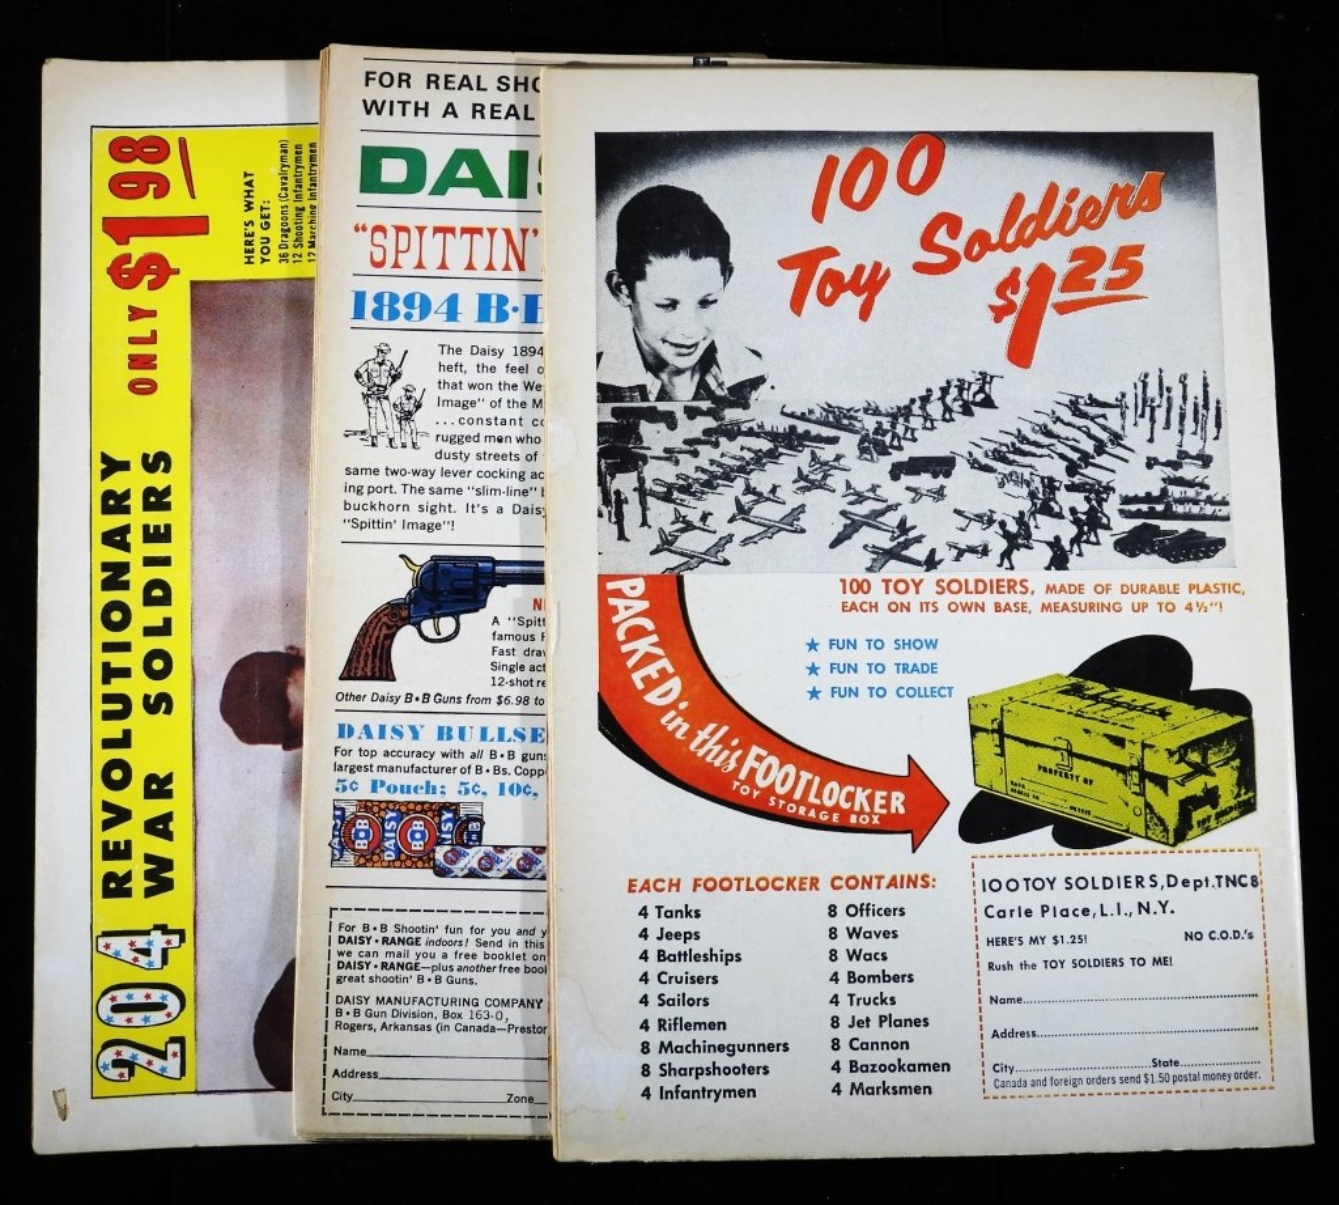 204 REVOLUTIONARY
WAR SOLDIERS ONLY $1 98
HERE'S WHAT
YOU GET:
36 Dragoons (Cavalryman)
12 Shooting Infantrymen
12 Marching Infantrymen
FOR REAL SHO
WITH A REAL
DAIS
"SPITTIN'
1894 B·B
The Daisy 1894
heft, the feel o
that won the We
Image" of the M
...constant co
rugged men who
dusty streets of
same two-way lever cocking ac
ing port. The same "slim-line"
buckhorn sight. It's a Daisy
"Spittin' Image"!
A "Spitt
famous
Fast draw
Single act
12-shot re
Other Daisy B•B Guns from $6.98 to
DAISY BULLSE
For top accuracy with all B•B guns
largest manufacturer of B•Bs. Copp
5¢ Pouch; 5¢, 10¢,
DAISY
BOB
For B•B Shootin' fun for you and y
DAISY•RANGE indoors! Send in this
we can mail you a free booklet on
DAISY•RANGE—plus another free bool
great shootin' B•B Guns.
DAISY MANUFACTURING COMPANY
B•B Gun Division, Box 163-O,
Rogers, Arkansas (in Canada—Preston
Name
Address
City Zone
100
Toy Soldiers
$1 25
100 TOY SOLDIERS, MADE OF DURABLE PLASTIC,
EACH ON ITS OWN BASE, MEASURING UP TO 4½"!
★ FUN TO SHOW
★ FUN TO TRADE
★ FUN TO COLLECT
PACKED in this FOOTLOCKER
TOY STORAGE BOX
PROPERTY OF
EACH FOOTLOCKER CONTAINS:
4 Tanks
4 Jeeps
4 Battleships
4 Cruisers
4 Sailors
4 Riflemen
8 Machinegunners
8 Sharpshooters
4 Infantrymen
8 Officers
8 Waves
8 Wacs
4 Bombers
4 Trucks
8 Jet Planes
8 Cannon
4 Bazookamen
4 Marksmen
100 TOY SOLDIERS, Dept. TNC8
Carle Place, L.I., N.Y.
HERE'S MY $1.25! NO C.O.D.'s
Rush the TOY SOLDIERS TO ME!
Name
Address
City State
Canada and foreign orders send $1.50 postal money order.